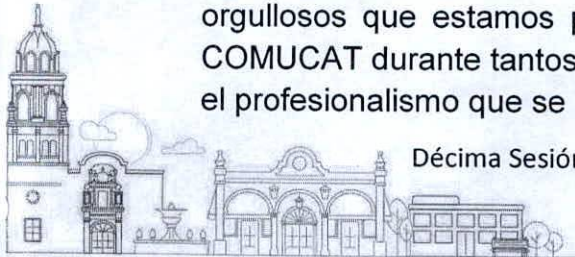 orgullosos que estamos
COMUCAT durante tantos
el profesionalismo que se
Décima Sesión